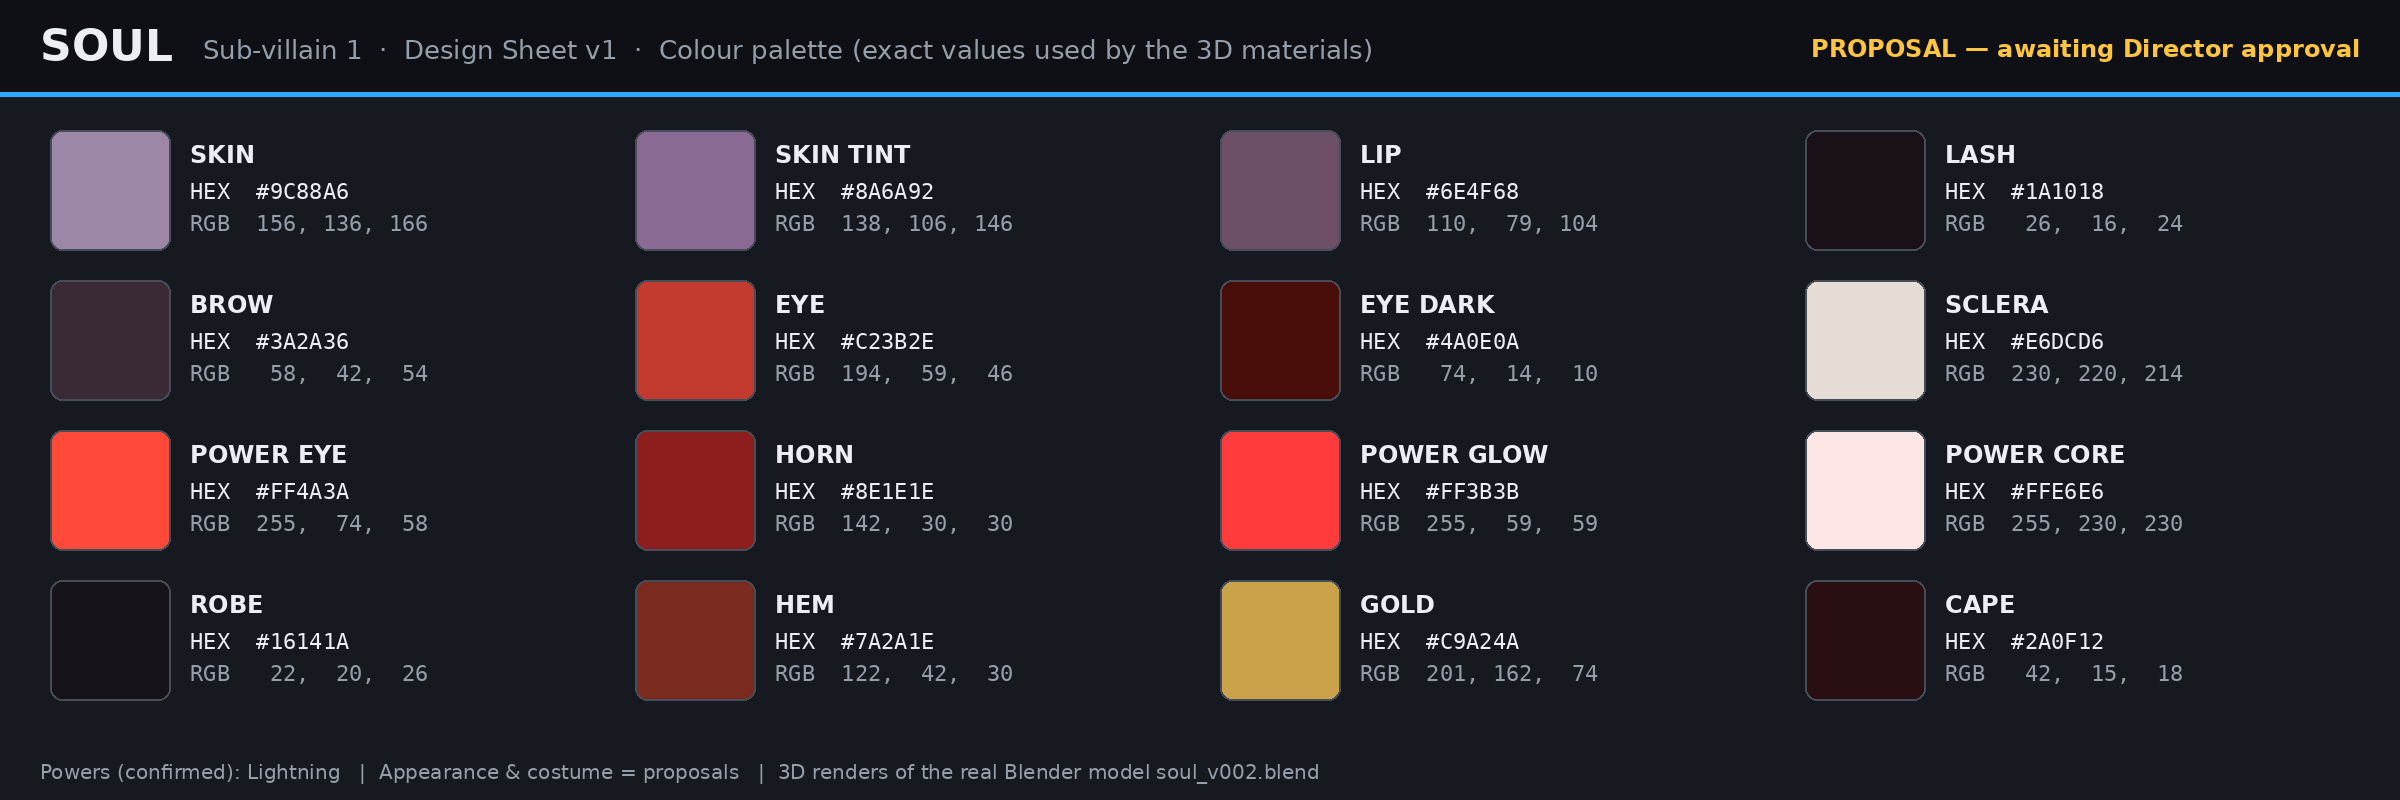 SOUL Sub-villain 1 · Design Sheet v1 · Colour palette (exact values used by the 3D materials) PROPOSAL — awaiting Director approval
SKIN
HEX #9C88A6
RGB 156, 136, 166
SKIN TINT
HEX #8A6A92
RGB 138, 106, 146
LIP
HEX #6E4F68
RGB 110, 79, 104
LASH
HEX #1A1018
RGB 26, 16, 24
BROW
HEX #3A2A36
RGB 58, 42, 54
EYE
HEX #C23B2E
RGB 194, 59, 46
EYE DARK
HEX #4A0E0A
RGB 74, 14, 10
SCLERA
HEX #E6DCD6
RGB 230, 220, 214
POWER EYE
HEX #FF4A3A
RGB 255, 74, 58
HORN
HEX #8E1E1E
RGB 142, 30, 30
POWER GLOW
HEX #FF3B3B
RGB 255, 59, 59
POWER CORE
HEX #FFE6E6
RGB 255, 230, 230
ROBE
HEX #16141A
RGB 22, 20, 26
HEM
HEX #7A2A1E
RGB 122, 42, 30
GOLD
HEX #C9A24A
RGB 201, 162, 74
CAPE
HEX #2A0F12
RGB 42, 15, 18
Powers (confirmed): Lightning | Appearance & costume = proposals | 3D renders of the real Blender model soul_v002.blend